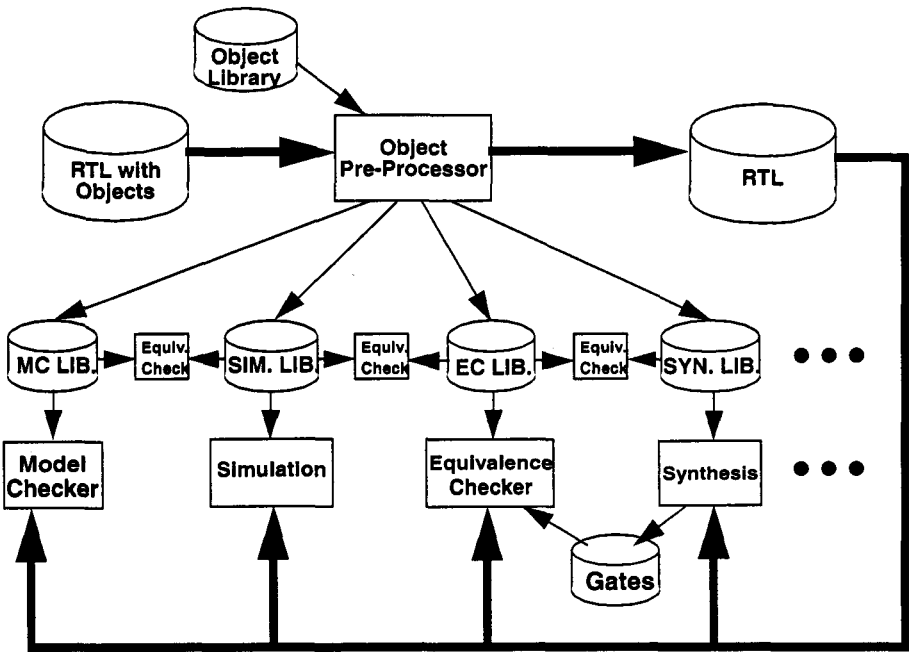 Object
Library
RTL with
Objects
Object
Pre-Processor
RTL
MC LIB.
Equiv.
Check
SIM. LIB.
Equiv.
Check
EC LIB.
Equiv.
Check
SYN. LIB.
Model
Checker
Simulation
Equivalence
Checker
Synthesis
Gates